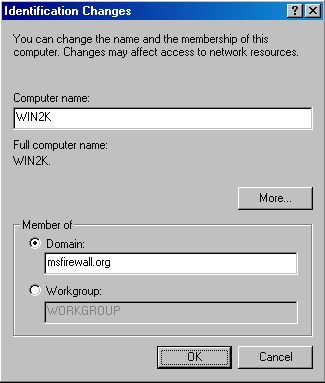 Identification Changes
You can change the name and the membership of this
computer. Changes may affect access to network resources.
Computer name:
WIN2K
Full computer name:
WIN2K.
More...
Member of
Domain:
msfirewall.org
Workgroup:
WORKGROUP
OK
Cancel